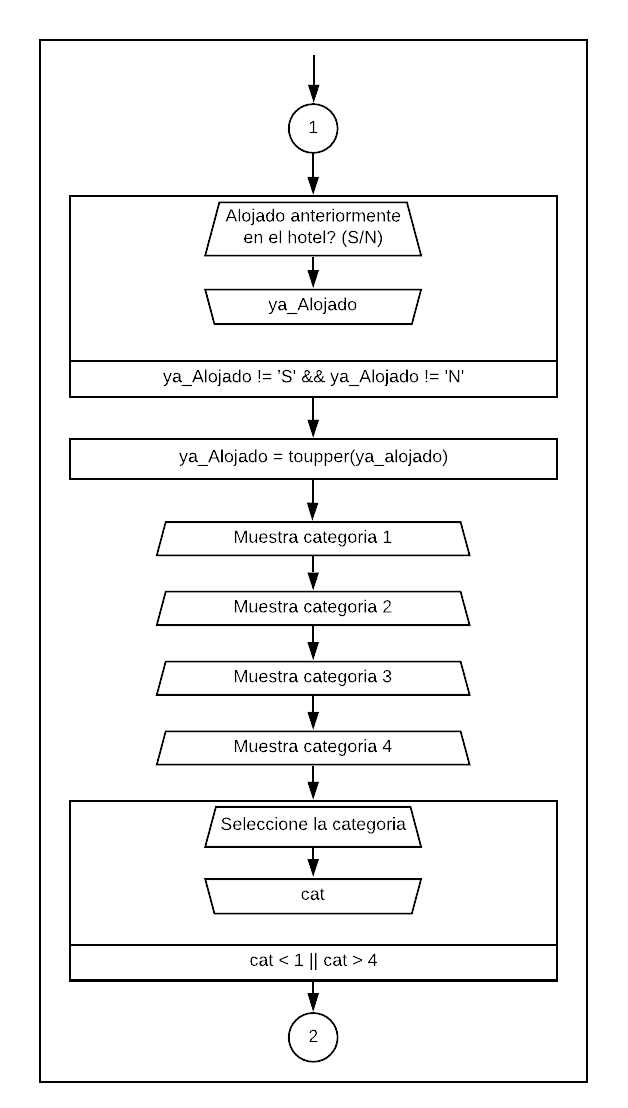 1
Alojado anteriormente
en el hotel? (S/N)
ya_Alojado
ya_Alojado != 'S' && ya_Alojado != 'N'
ya_Alojado = toupper(ya_alojado)
Muestra categoria 1
Muestra categoria 2
Muestra categoria 3
Muestra categoria 4
Seleccione la categoria
cat
cat < 1 || cat > 4
2